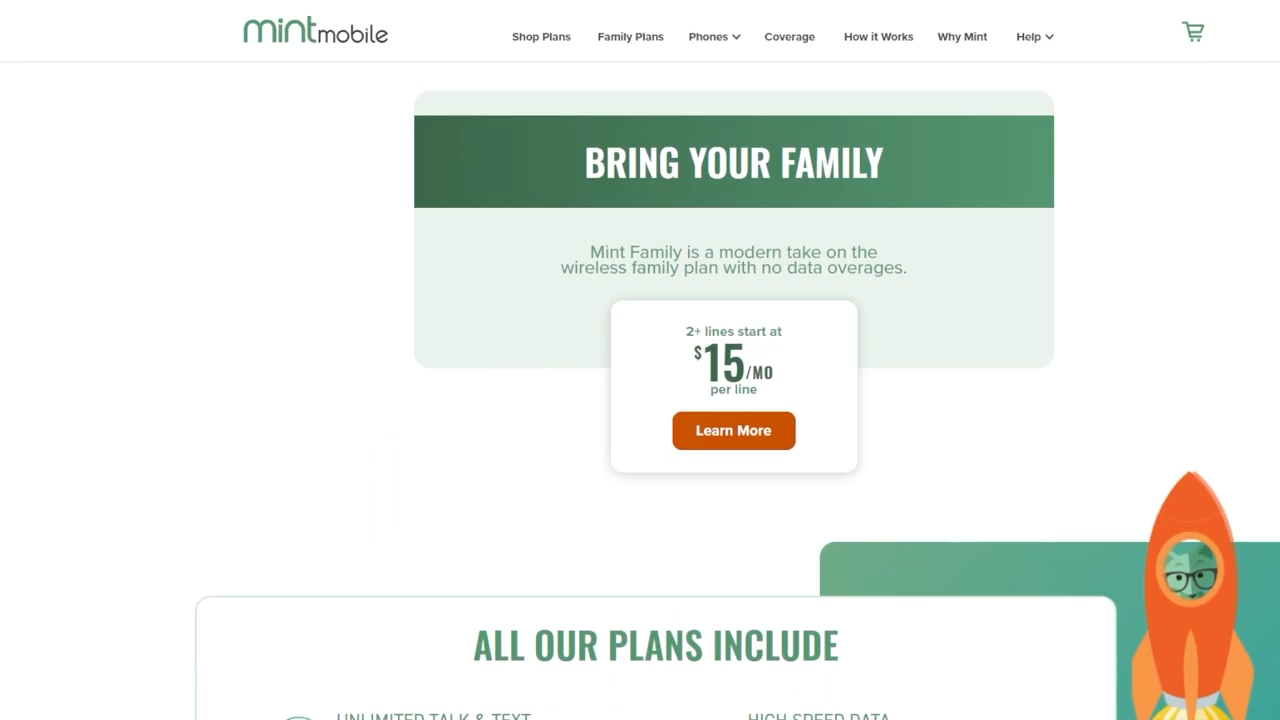 mintmobile
Shop Plans Family Plans Phones Coverage How it Works Why Mint Help
BRING YOUR FAMILY
Mint Family is a modern take on the
wireless family plan with no data overages.
2+ lines start at
$15/MO
per line
Learn More
ALL OUR PLANS INCLUDE
UNLIMITED TALK & TEXT HIGH SPEED DATA